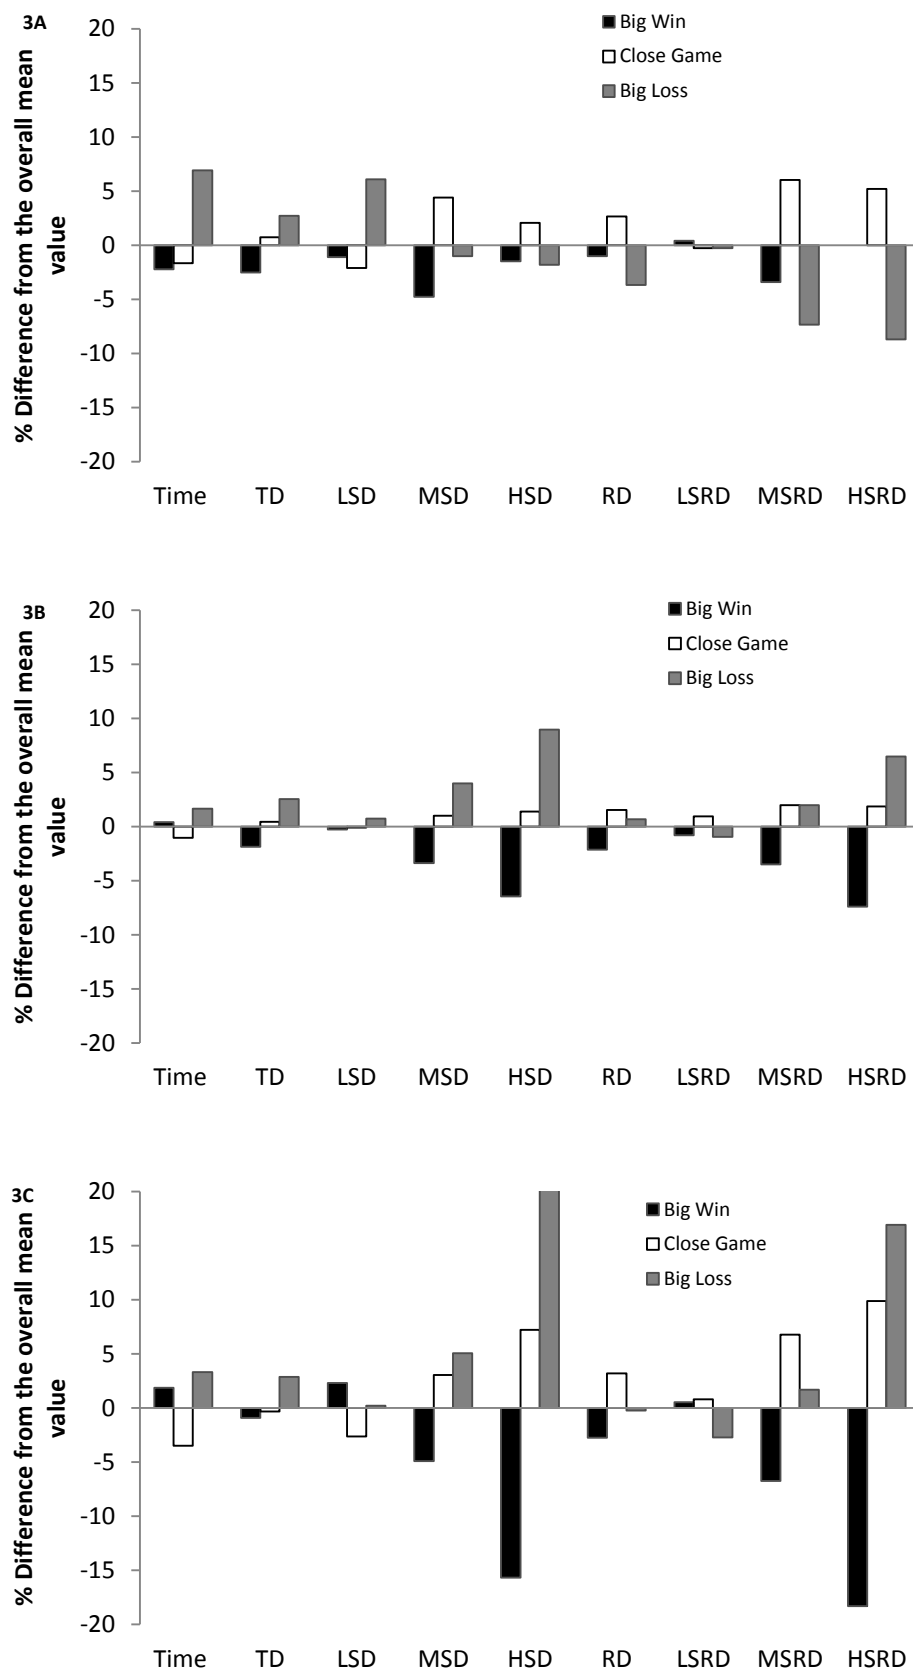 3A
% Difference from the overall mean
value
20
15
10
5
0
-5
-10
-15
-20
Big Win
Close Game
Big Loss
Time TD LSD MSD HSD RD LSRD MSRD HSRD
3B
% Difference from the overall mean
value
20
15
10
5
0
-5
-10
-15
-20
Big Win
Close Game
Big Loss
Time TD LSD MSD HSD RD LSRD MSRD HSRD
3C
% Difference from the overall mean
value
20
15
10
5
0
-5
-10
-15
-20
Big Win
Close Game
Big Loss
Time TD LSD MSD HSD RD LSRD MSRD HSRD